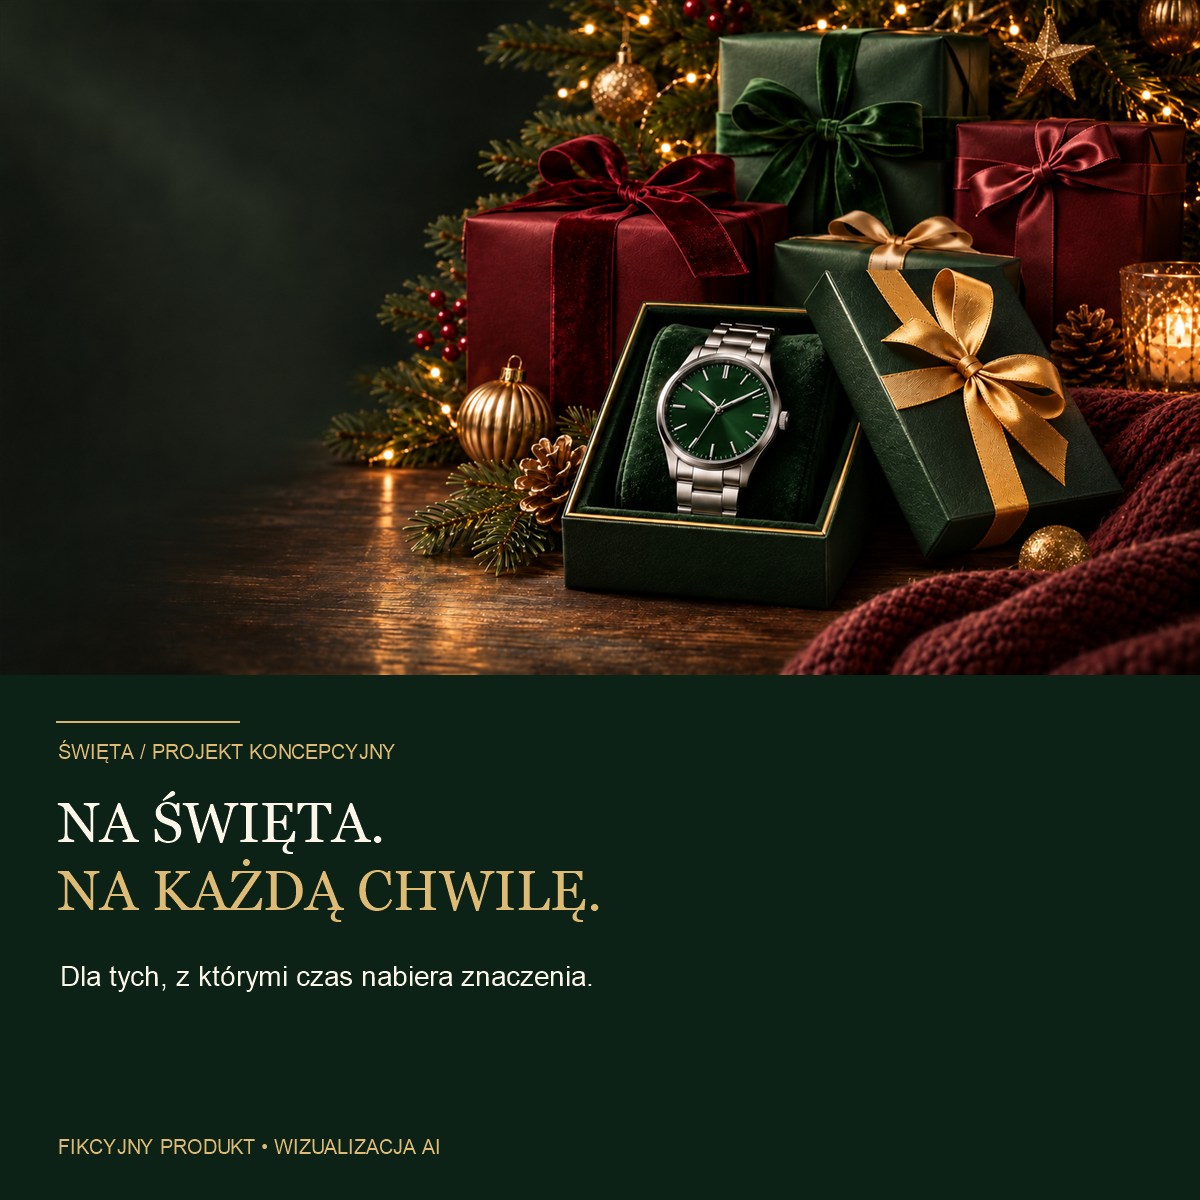 ŚWIĘTA / PROJEKT KONCEPCYJNY
NA ŚWIĘTA.
NA KAŻDĄ CHWILĘ.
Dla tych, z którymi czas nabiera znaczenia.
FIKCYJNY PRODUKT • WIZUALIZACJA AI